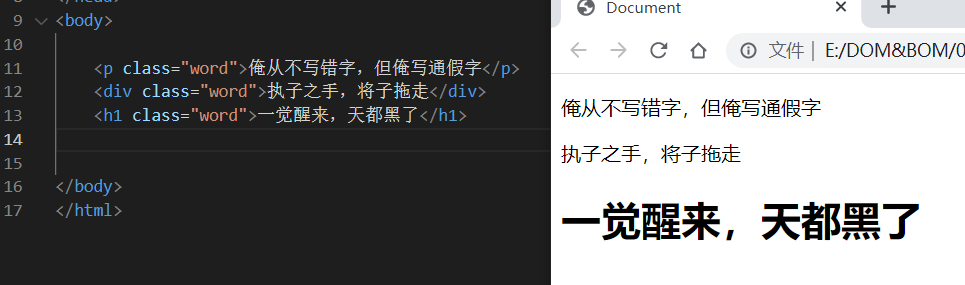 9 <body>
10
11 <p class="word">俺从不写错字，但俺写通假字</p>
12 <div class="word">执子之手，将子拖走</div>
13 <h1 class="word">一觉醒来，天都黑了</h1>
14
15
16 </body>
17 </html>
Document
文件 | E:/DOM&BOM/0
俺从不写错字，但俺写通假字
执子之手，将子拖走
一觉醒来，天都黑了